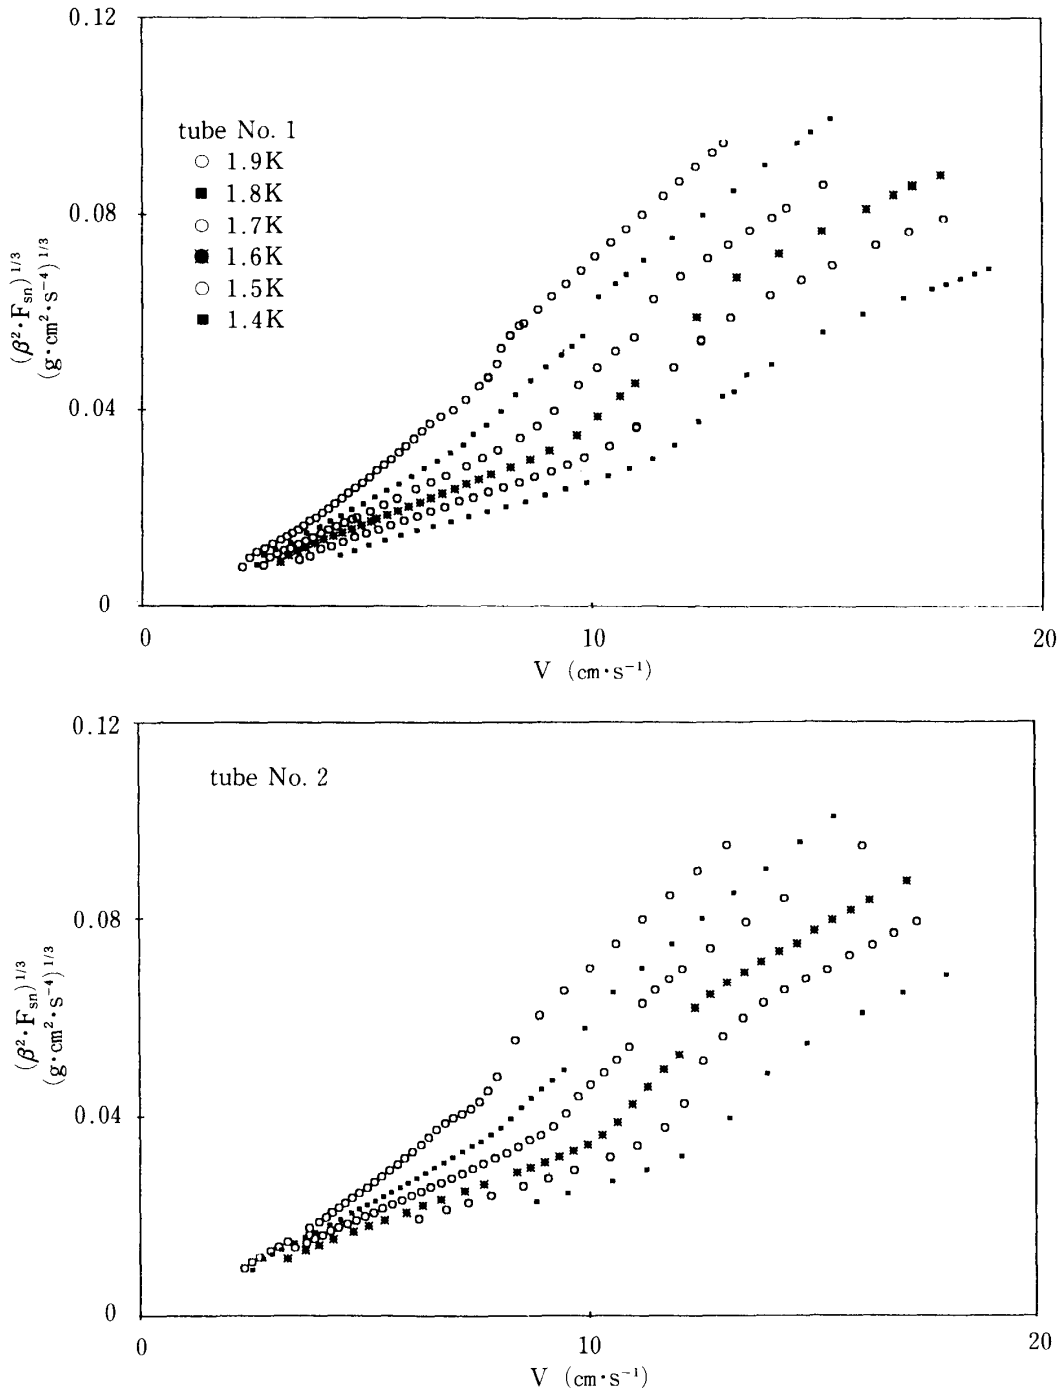 0.12
tube No. 1
○ 1.9K
■ 1.8K
○ 1.7K
✱ 1.6K
○ 1.5K
■ 1.4K
0.08
0.04
0
(β²·Fsn)^1/3
(g·cm²·s⁻⁴)^1/3
0 10 20
V (cm·s⁻¹)
0.12
tube No. 2
0.08
0.04
0
(β²·Fsn)^1/3
(g·cm²·s⁻⁴)^1/3
0 10 20
V (cm·s⁻¹)